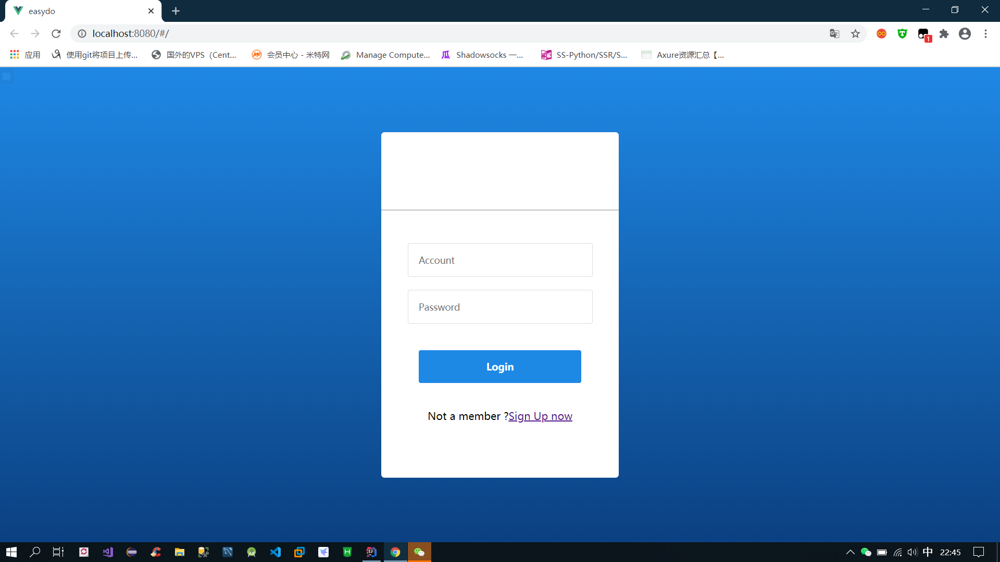 easydo
localhost:8080/#/
1
应用
使用git将项目上传...
国外的VPS（Cent...
会员中心 - 米特网
Manage Compute...
Shadowsocks 一...
SS-Python/SSR/S...
Axure资源汇总【...
Account
Password
Login
Not a member ?Sign Up now
中
22:45